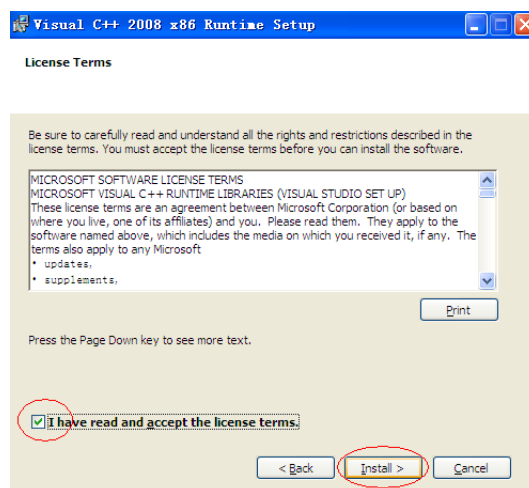 Visual C++ 2008 x86 Runtime Setup
License Terms
Be sure to carefully read and understand all the rights and restrictions described in the
license terms. You must accept the license terms before you can install the software.
MICROSOFT SOFTWARE LICENSE TERMS
MICROSOFT VISUAL C++ RUNTIME LIBRARIES (VISUAL STUDIO SET UP)
These license terms are an agreement between Microsoft Corporation (or based on
where you live, one of its affiliates) and you.  Please read them.  They apply to the
software named above, which includes the media on which you received it, if any.  The
terms also apply to any Microsoft
• updates,
• supplements,
Print
Press the Page Down key to see more text.
I have read and accept the license terms.
< Back
Install >
Cancel